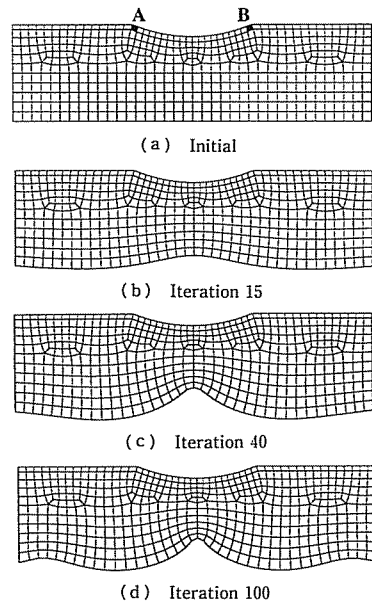 A B
(a) Initial
(b) Iteration 15
(c) Iteration 40
(d) Iteration 100